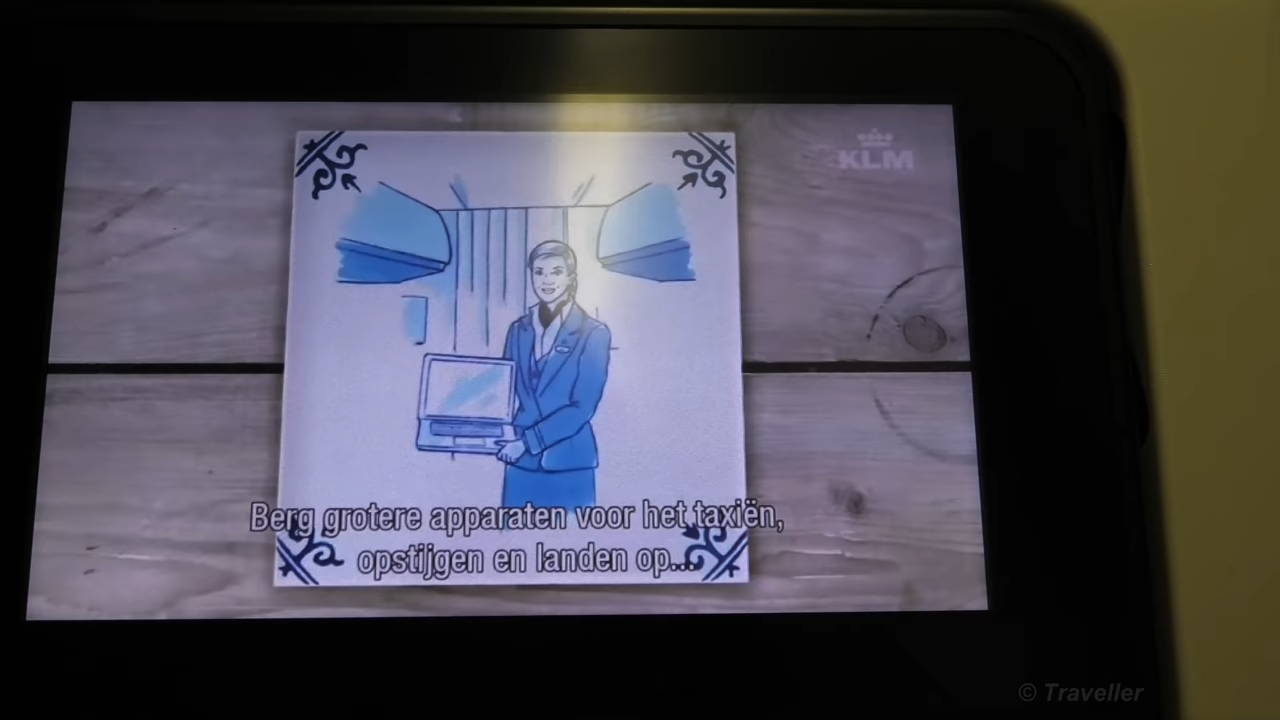 KLM
Berg grotere apparaten voor het taxiën,
opstijgen en landen op...
© Traveller